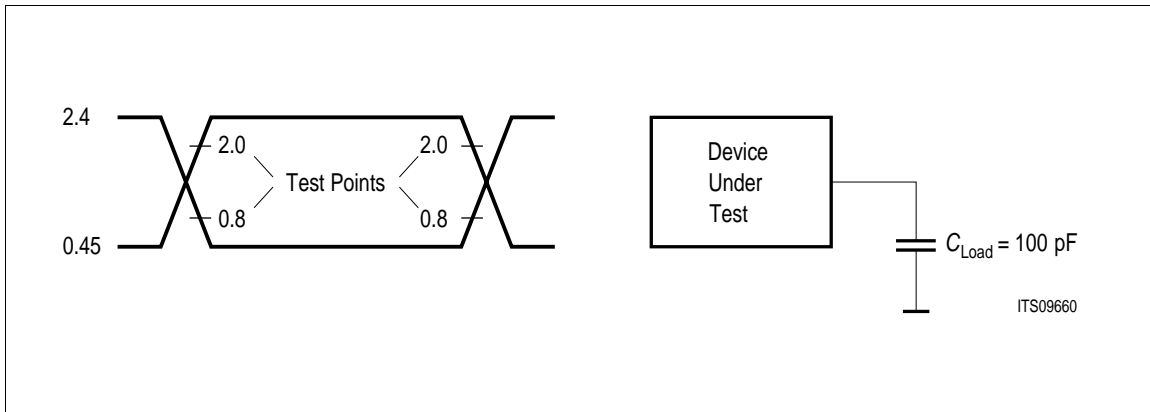 2.4
2.0
2.0
Test Points
0.8
0.8
0.45
Device
Under
Test
CLoad = 100 pF
ITS09660